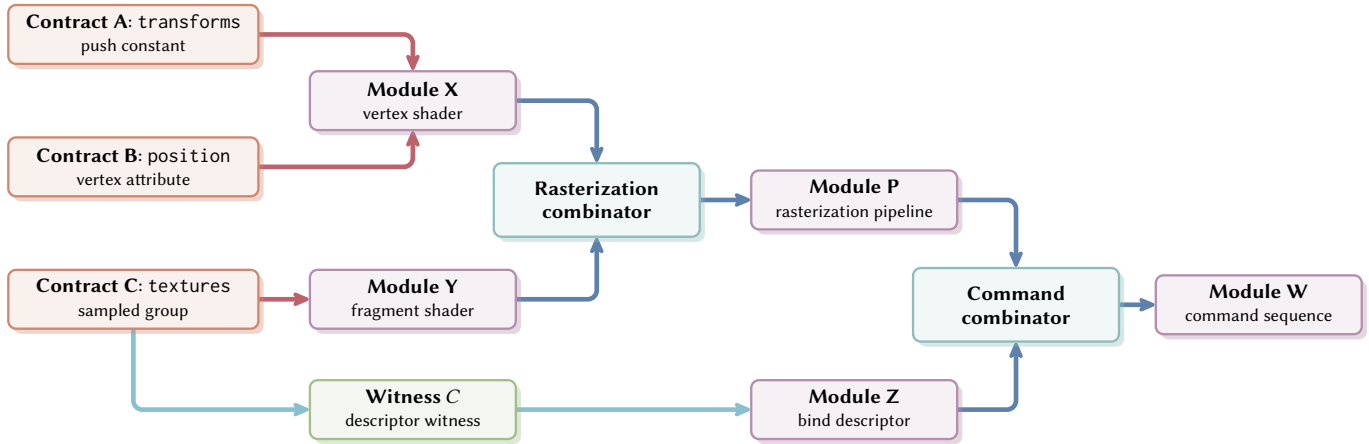 Contract A: transforms
push constant
Module X
vertex shader
Contract B: position
vertex attribute
Rasterization
combinator
Module P
rasterization pipeline
Contract C: textures
sampled group
Module Y
fragment shader
Command
combinator
Module W
command sequence
Witness C
descriptor witness
Module Z
bind descriptor